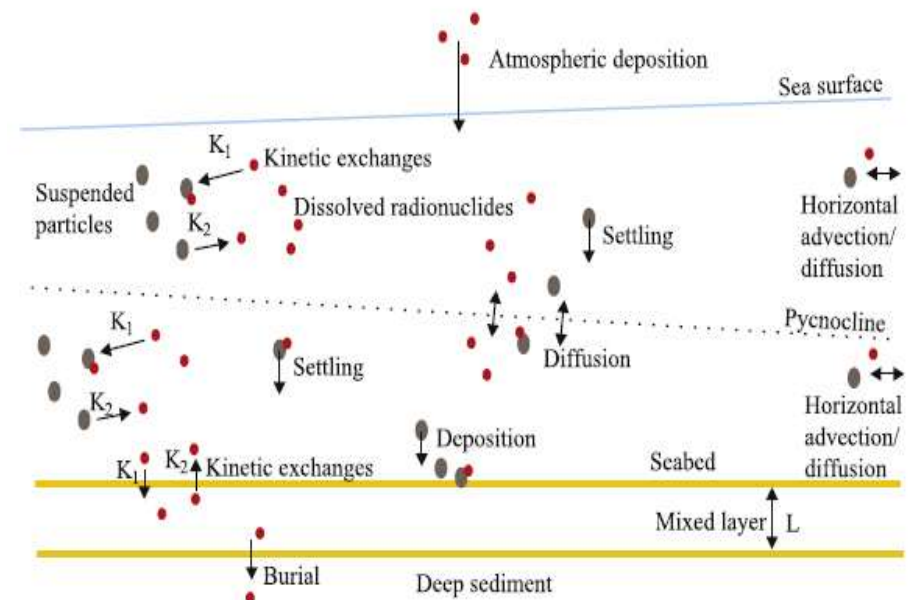 Atmospheric deposition
Sea surface
K1
Kinetic exchanges
Suspended
particles
Dissolved radionuclides
K2
Settling
Horizontal
advection/
diffusion
Pycnocline
K1
Settling
Diffusion
K2
Horizontal
advection/
diffusion
Deposition
K1
K2
Kinetic exchanges
Seabed
Mixed layer
L
Burial
Deep sediment